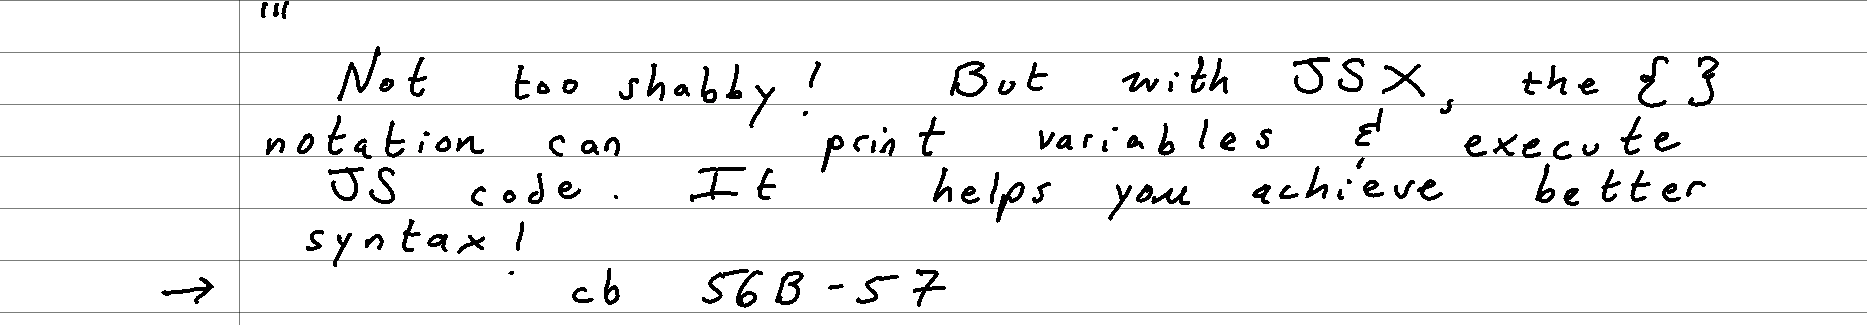 Not too shabby! But with JSX, the { }
notation can print variables & execute
JS code. It helps you achieve better
syntax!
→ cb 56B-57